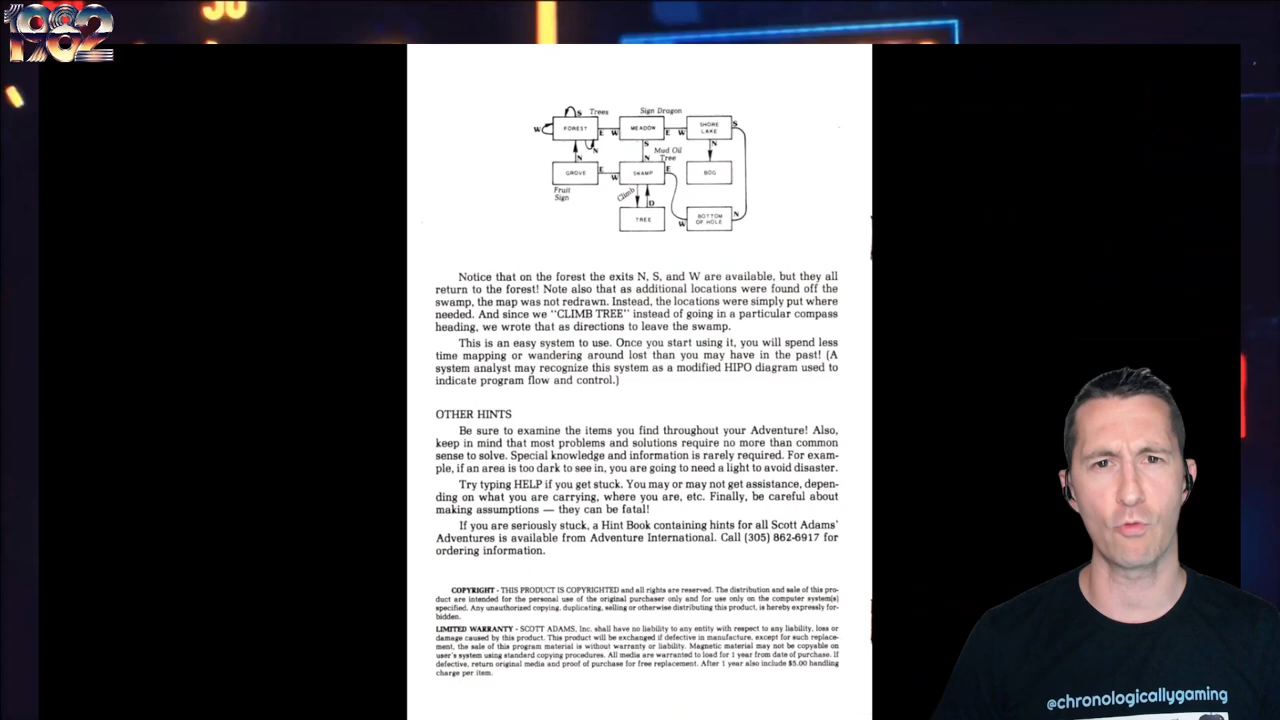 1982
S Trees Sign Dragon
W FOREST E W MEADOW E W SHORE LAKE S
N S Mud Oil Tree N
N N
GROVE E W SWAMP E BOG
Fruit Sign Climb D
TREE W BOTTOM OF HOLE N
Notice that on the forest the exits N, S, and W are available, but they all
return to the forest! Note also that as additional locations were found off the
swamp, the map was not redrawn. Instead, the locations were simply put where
needed. And since we "CLIMB TREE" instead of going in a particular compass
heading, we wrote that as directions to leave the swamp.
This is an easy system to use. Once you start using it, you will spend less
time mapping or wandering around lost than you may have in the past! (A
system analyst may recognize this system as a modified HIPO diagram used to
indicate program flow and control.)
OTHER HINTS
Be sure to examine the items you find throughout your Adventure! Also,
keep in mind that most problems and solutions require no more than common
sense to solve. Special knowledge and information is rarely required. For exam-
ple, if an area is too dark to see in, you are going to need a light to avoid disaster.
Try typing HELP if you get stuck. You may or may not get assistance, depen-
ding on what you are carrying, where you are, etc. Finally, be careful about
making assumptions — they can be fatal!
If you are seriously stuck, a Hint Book containing hints for all Scott Adams'
Adventures is available from Adventure International. Call (305) 862-6917 for
ordering information.
COPYRIGHT - THIS PRODUCT IS COPYRIGHTED and all rights are reserved. The distribution and sale of this pro-
duct are intended for the personal use of the original purchaser only and for use only on the computer system(s)
specified. Any unauthorized copying, duplicating, selling or otherwise distributing this product, is hereby expressly for-
bidden.
LIMITED WARRANTY - SCOTT ADAMS, Inc. shall have no liability to any entity with respect to any liability, loss or
damage caused by this product. This product will be exchanged if defective in manufacture, except for such replace-
ment, the sale of this program material is without warranty or liability. Magnetic material may not be copyable on
user's system using standard copying procedures. All media are warranted to load for 1 year from date of purchase. If
defective, return original media and proof of purchase for free replacement. After 1 year also include $5.00 handling
charge per item.
@chronologicallygaming